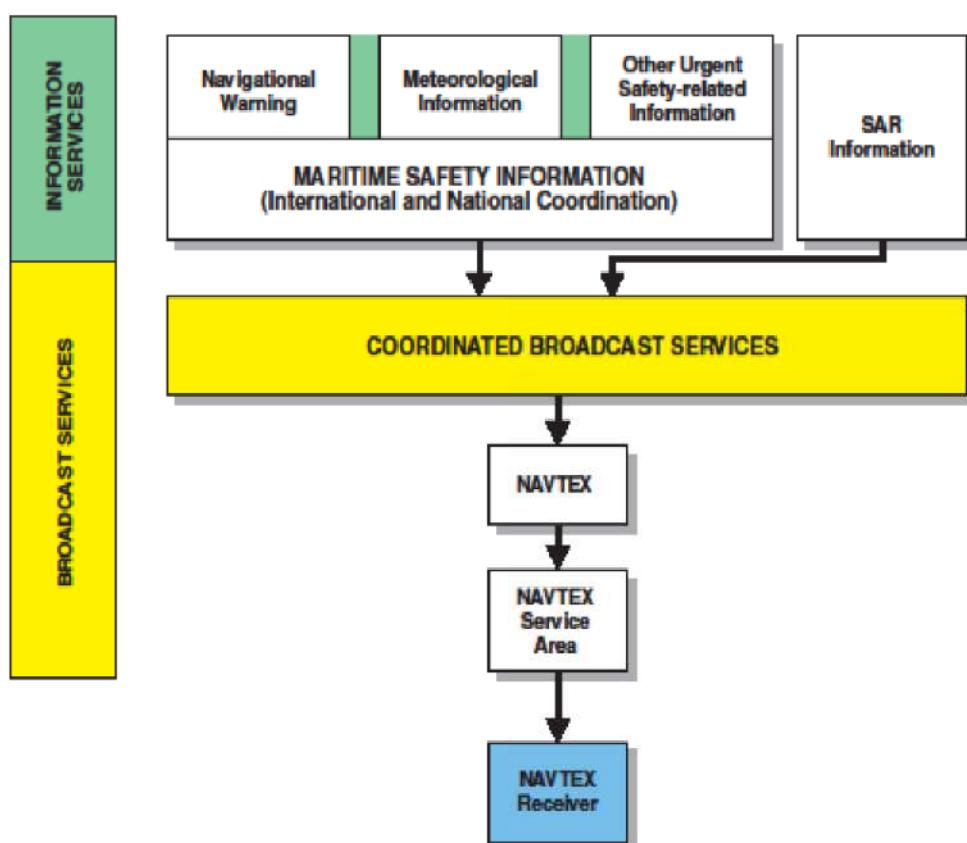 INFORMATION
SERVICES
Navigational
Warning
Meteorological
Information
Other Urgent
Safety-related
Information
SAR
Information
MARITIME SAFETY INFORMATION
(International and National Coordination)
BROADCAST SERVICES
COORDINATED BROADCAST SERVICES
NAVTEX
NAVTEX
Service
Area
NAVTEX
Receiver